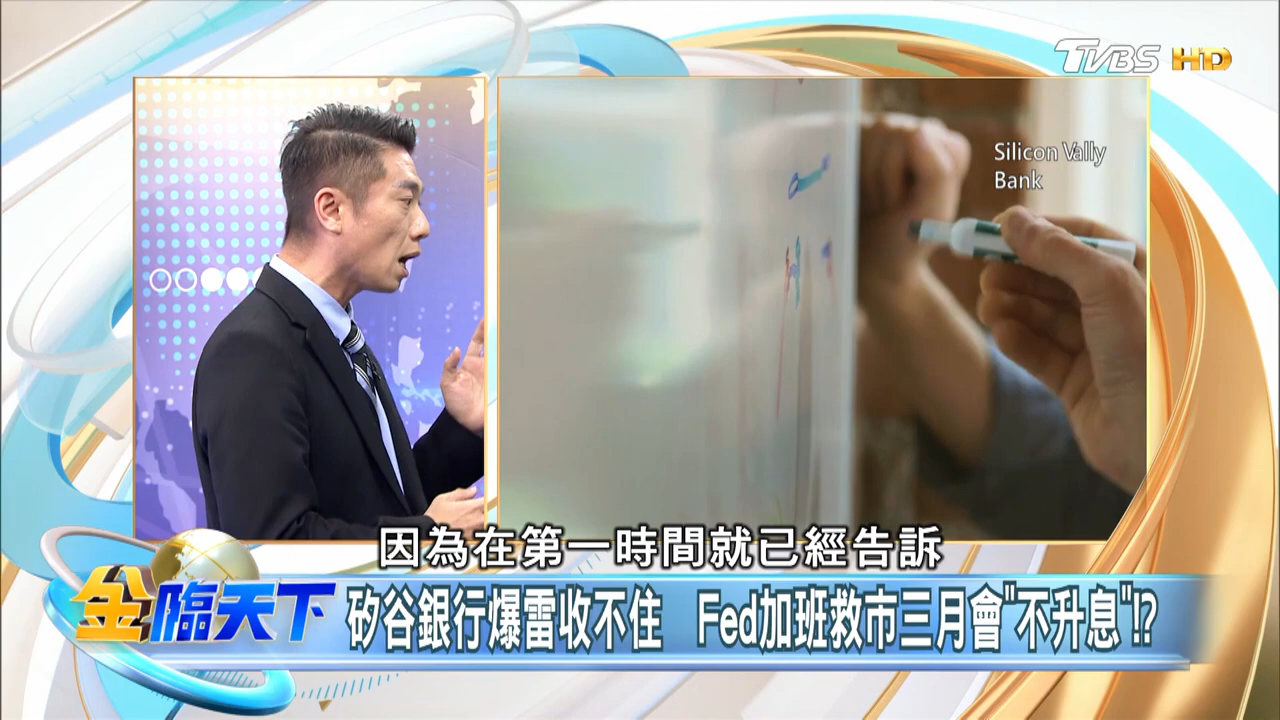 TVBS HD
Silicon Vally
Bank
因為在第一時間就已經告訴
金臨天下
矽谷銀行爆雷收不住 Fed加班救市三月會"不升息"!?